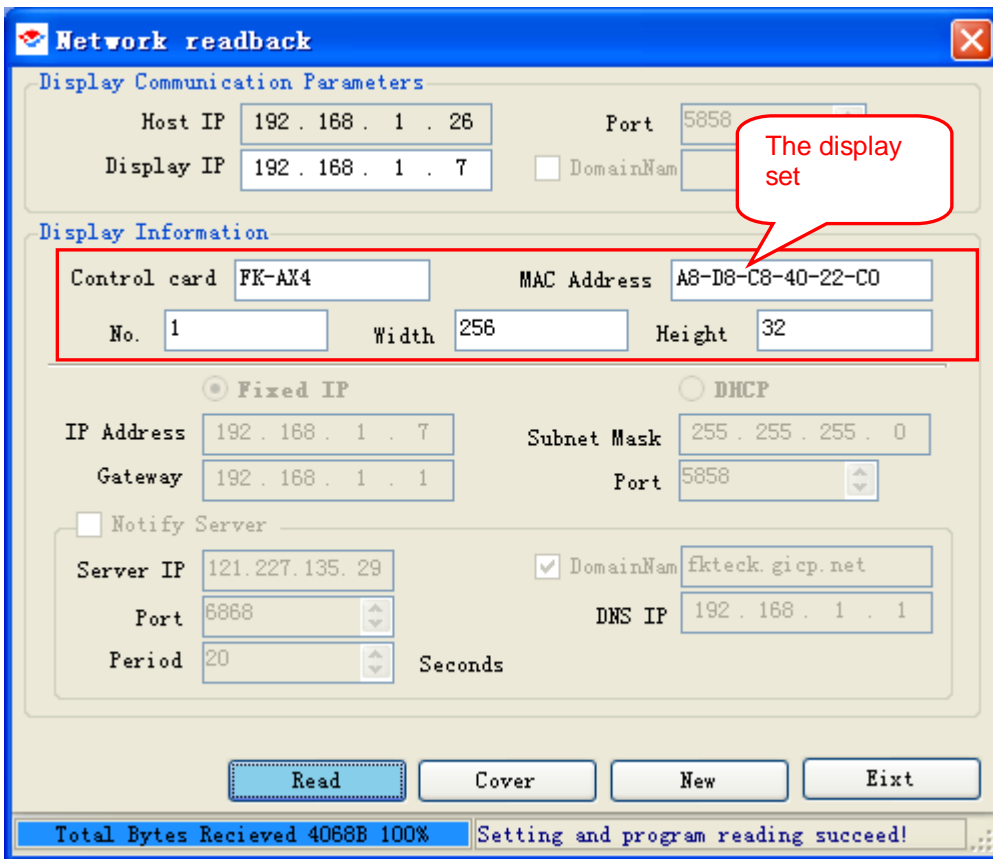 Network readback
Display Communication Parameters
Host IP 192 . 168 . 1 . 26 Port 5858
Display IP 192 . 168 . 1 . 7 DomainNam
The display
set
Display Information
Control card FK-AX4 MAC Address A8-D8-C8-40-22-C0
No. 1 Width 256 Height 32
Fixed IP DHCP
IP Address 192 . 168 . 1 . 7 Subnet Mask 255 . 255 . 255 . 0
Gateway 192 . 168 . 1 . 1 Port 5858
Notify Server
Server IP 121.227.135. 29 DomainNam fkteck.gicp.net
Port 6868 DNS IP 192 . 168 . 1 . 1
Period 20 Seconds
Read Cover New Eixt
Total Bytes Recieved 4068B 100% Setting and program reading succeed!